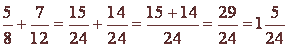 5/8 + 7/12 = 15/24 + 14/24 = (15 + 14)/24 = 29/24 = 1 5/24